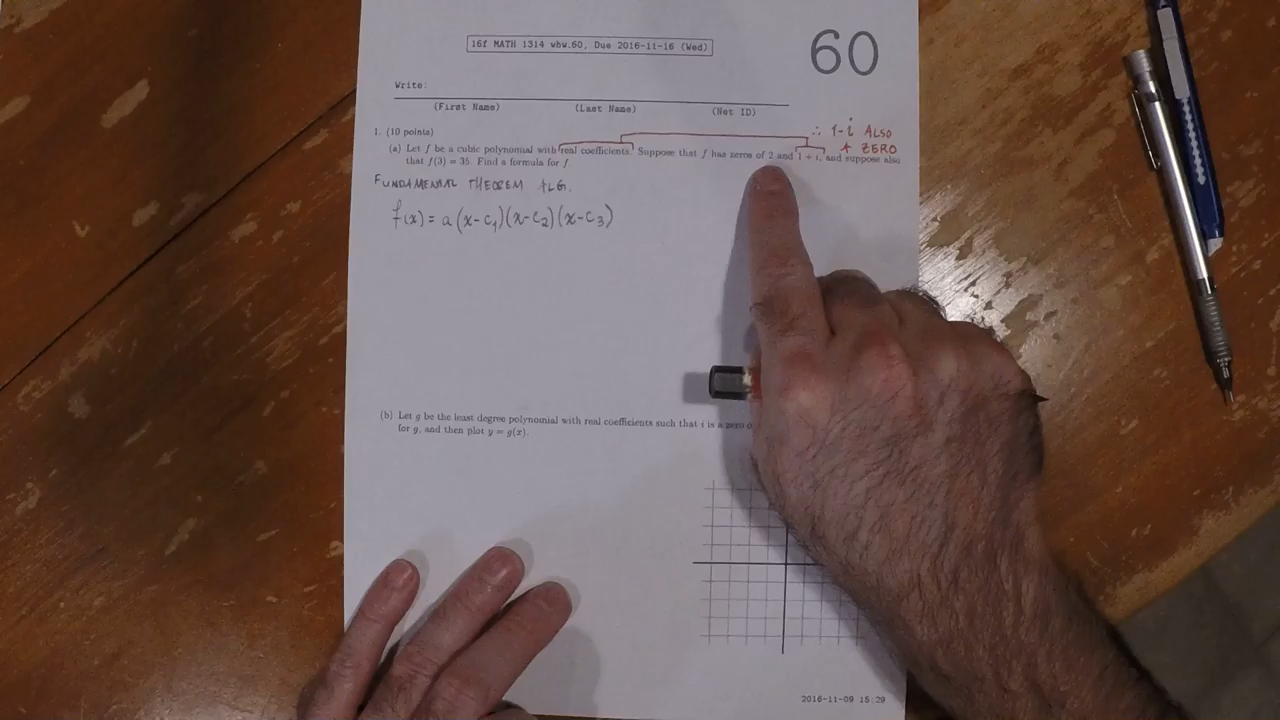 16f MATH 1314 whw.60, Due 2016-11-16 (Wed)
60
Write:
(First Name) (Last Name) (Net ID)
∴ 1-i ALSO
A ZERO
1. (10 points)
(a) Let f be a cubic polynomial with real coefficients. Suppose that f has zeros of 2 and 1 + i, and suppose also
that f(3) = 35. Find a formula for f.
FUNDAMENTAL THEOREM ALG.
f(x) = a(x-c₁)(x-c₂)(x-c₃)
(b) Let g be the least degree polynomial with real coefficients such that i is a zero
for g, and then plot y = g(x).
2016-11-09 15:29